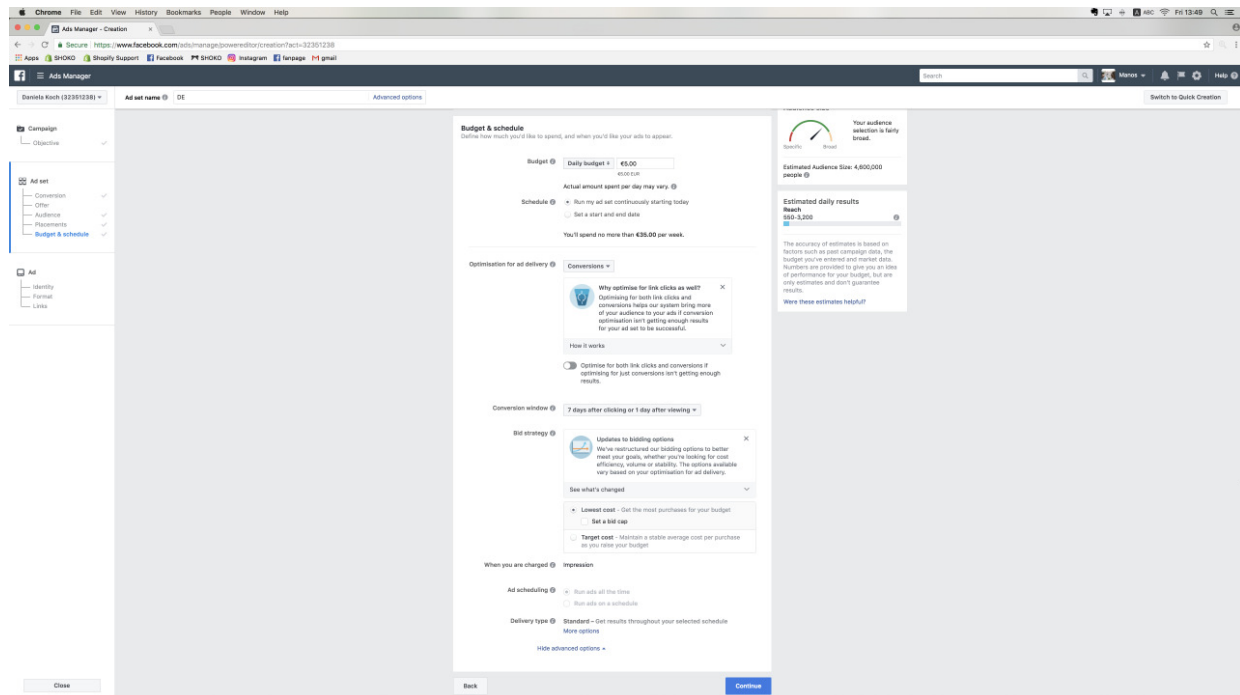 Chrome File Edit View History Bookmarks People Window Help
ABC Fri 13:49
Ads Manager - Creation
Secure https://www.facebook.com/ads/manage/powereditor/creation?act=32351238
Apps SHOKO Shopify Support Facebook SHOKO Instagram fanpage gmail
Ads Manager Search Manos Help
Daniela Koch (32351238) Ad set name DE Advanced options Switch to Quick Creation
Campaign
Objective
Ad set
Conversion
Offer
Audience
Placements
Budget & schedule
Ad
Identity
Format
Links
Close
Budget & schedule
Define how much you'd like to spend, and when you'd like your ads to appear.
Budget Daily budget €5.00
€5.00 EUR
Actual amount spent per day may vary.
Schedule Run my ad set continuously starting today
Set a start and end date
You'll spend no more than €35.00 per week.
Optimisation for ad delivery Conversions
Why optimise for link clicks as well?
Optimising for both link clicks and
conversions helps our system bring more
of your audience to your ads if conversion
optimisation isn't getting enough results
for your ad set to be successful.
How it works
Optimise for both link clicks and conversions if
optimising for just conversions isn't getting enough
results.
Conversion window 7 days after clicking or 1 day after viewing
Bid strategy Updates to bidding options
We've restructured our bidding options to better
meet your goals, whether you're looking for cost
efficiency, volume or stability. The options available
vary based on your optimisation for ad delivery.
See what's changed
Lowest cost - Get the most purchases for your budget
Set a bid cap
Target cost - Maintain a stable average cost per purchase
as you raise your budget
When you are charged Impression
Ad scheduling Run ads all the time
Run ads on a schedule
Delivery type Standard – Get results throughout your selected schedule
More options
Hide advanced options
Back Continue
Audience Size
Your audience
selection is fairly
broad.
Specific Broad
Estimated Audience Size: 4,600,000
people
Estimated daily results
Reach
550-3,200
The accuracy of estimates is based on
factors such as past campaign data, the
budget you've entered and market data.
Numbers are provided to give you an idea
of performance for your budget, but are
only estimates and don't guarantee
results.
Were these estimates helpful?